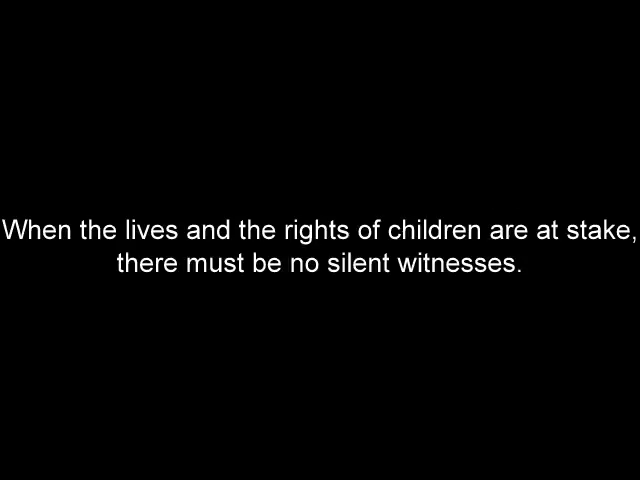 When the lives and the rights of children are at stake,
there must be no silent witnesses.